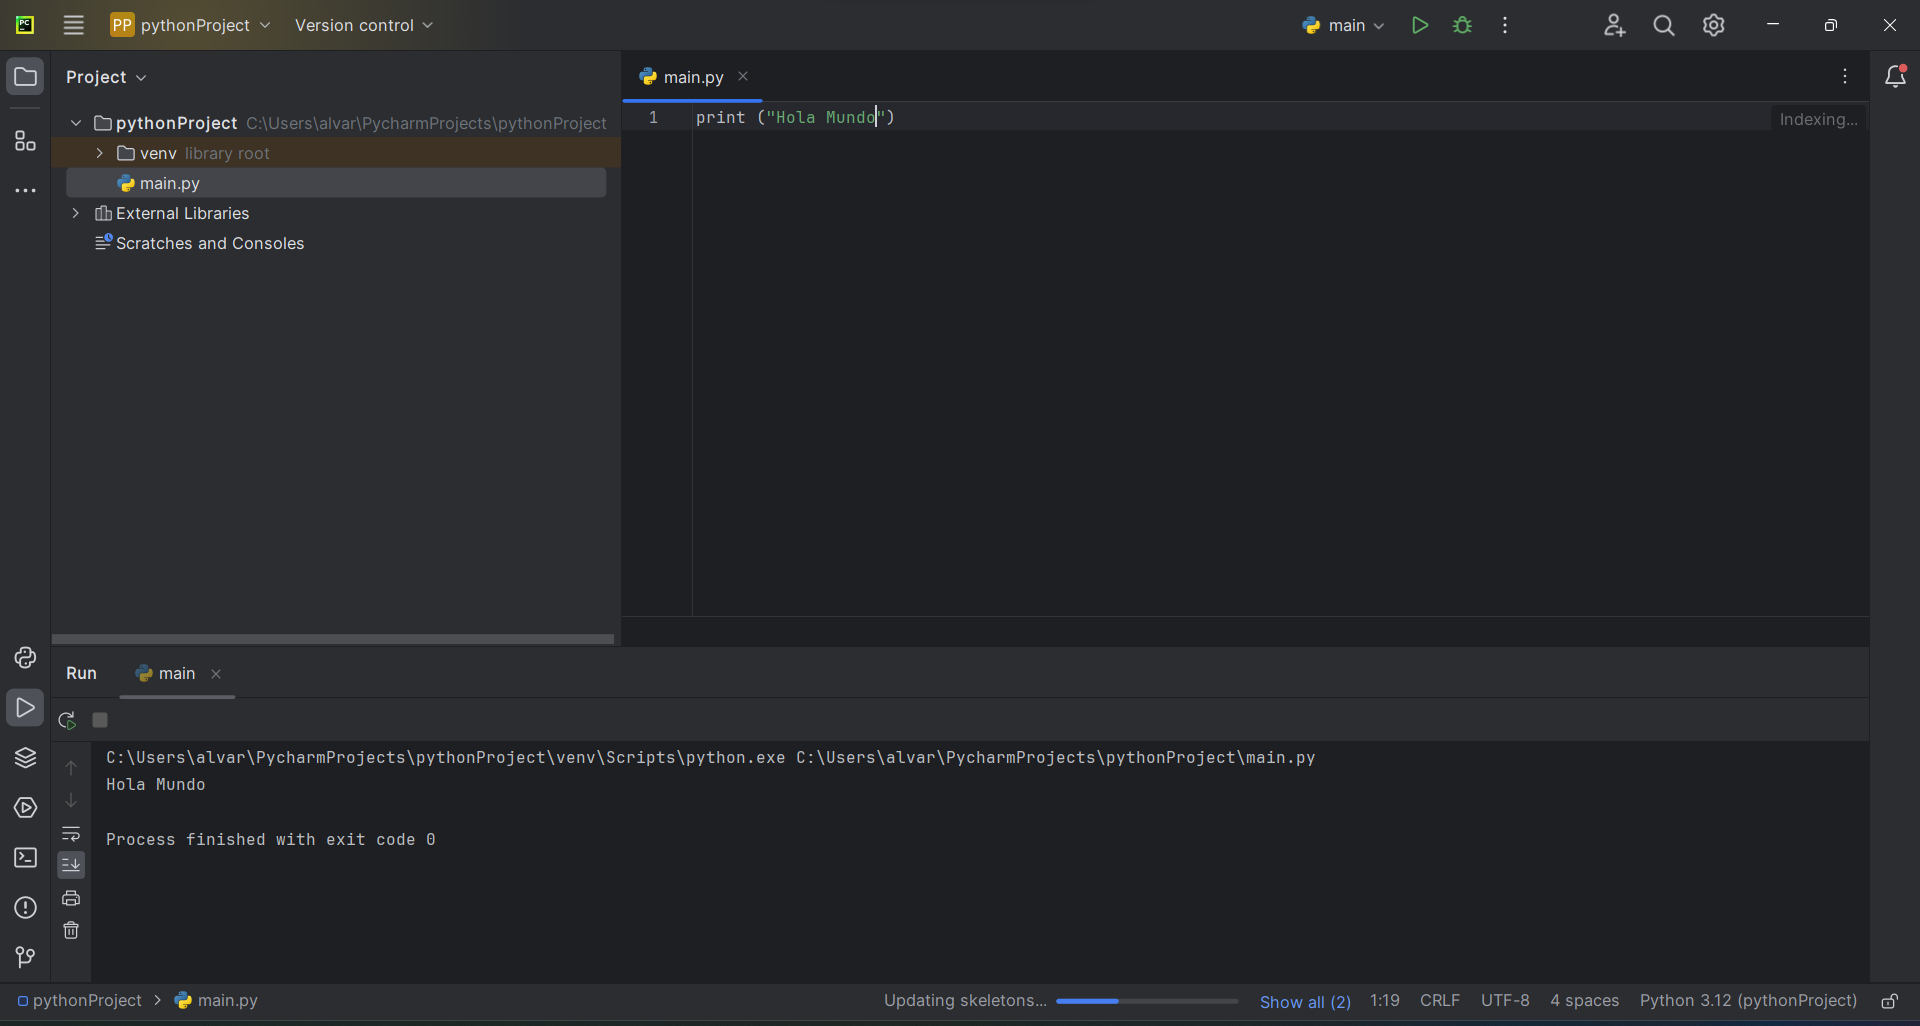 PC PP pythonProject Version control main
Project
main.py
pythonProject C:\Users\alvar\PycharmProjects\pythonProject
venv library root
main.py
External Libraries
Scratches and Consoles
1 print ("Hola Mundo")
Indexing...
Run main
C:\Users\alvar\PycharmProjects\pythonProject\venv\Scripts\python.exe C:\Users\alvar\PycharmProjects\pythonProject\main.py
Hola Mundo
Process finished with exit code 0
pythonProject > main.py Updating skeletons... Show all (2) 1:19 CRLF UTF-8 4 spaces Python 3.12 (pythonProject)